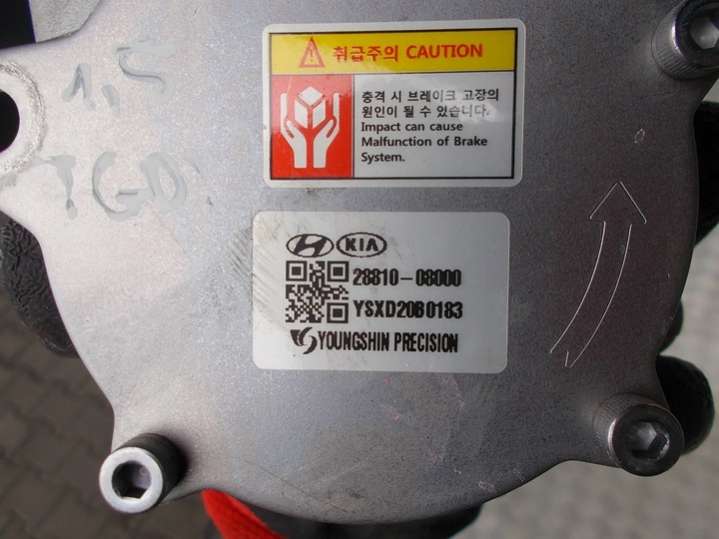 취급주의 CAUTION
충격 시 브레이크 고장의
원인이 될 수 있습니다.
Impact can cause
Malfunction of Brake
System.
1,5
TGD
KIA
28810-08000
YSXD20B0183
YOUNGSHIN PRECISION